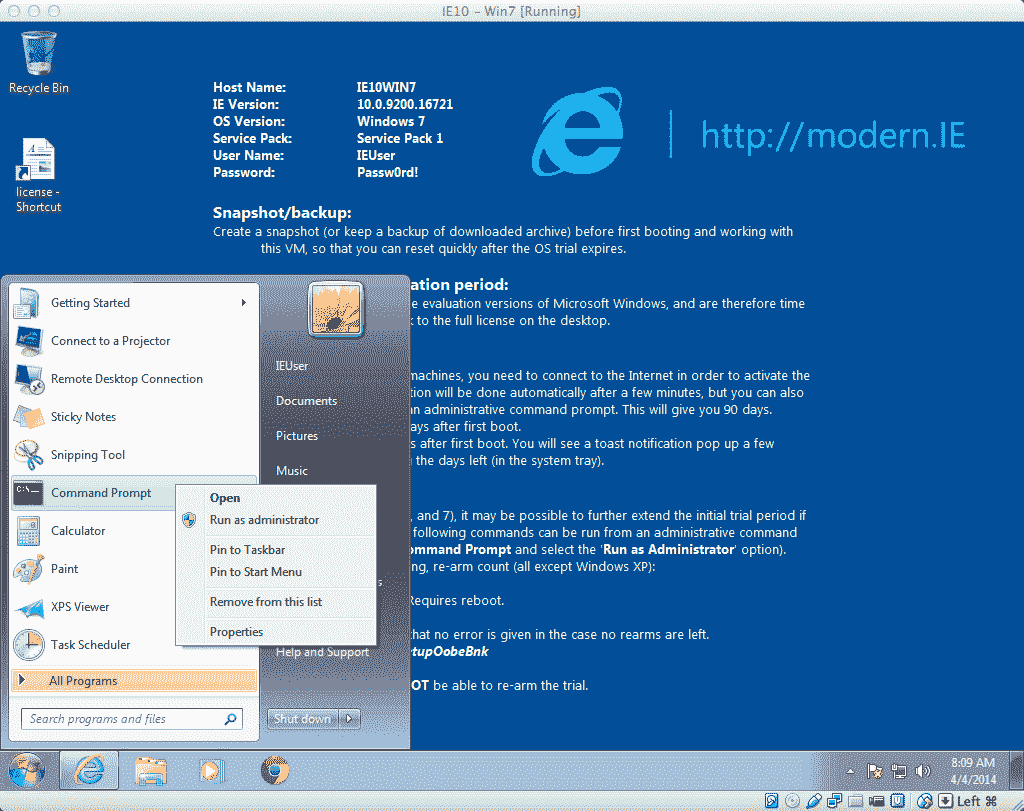 IE10 – Win7 [Running]
Recycle Bin
license -
Shortcut
Host Name: IE10WIN7
IE Version: 10.0.9200.16721
OS Version: Windows 7
Service Pack: Service Pack 1
User Name: IEUser
Password: Passw0rd!
http://modern.IE
Snapshot/backup:
Create a snapshot (or keep a backup of downloaded archive) before first booting and working with
this VM, so that you can reset quickly after the OS trial expires.
ation period:
e evaluation versions of Microsoft Windows, and are therefore time
k to the full license on the desktop.
machines, you need to connect to the Internet in order to activate the
tion will be done automatically after a few minutes, but you can also
an administrative command prompt. This will give you 90 days.
ays after first boot.
s after first boot. You will see a toast notification pop up a few
the days left (in the system tray).
, and 7), it may be possible to further extend the initial trial period if
following commands can be run from an administrative command
ommand Prompt and select the 'Run as Administrator' option).
ng, re-arm count (all except Windows XP):
Requires reboot.
that no error is given in the case no rearms are left.
tupOobeBnk
OT be able to re-arm the trial.
Getting Started
Connect to a Projector
Remote Desktop Connection
Sticky Notes
Snipping Tool
Command Prompt
Calculator
Paint
XPS Viewer
Task Scheduler
All Programs
Search programs and files
IEUser
Documents
Pictures
Music
s
Help and Support
Shut down
Open
Run as administrator
Pin to Taskbar
Pin to Start Menu
Remove from this list
Properties
8:09 AM
4/4/2014
Left ⌘